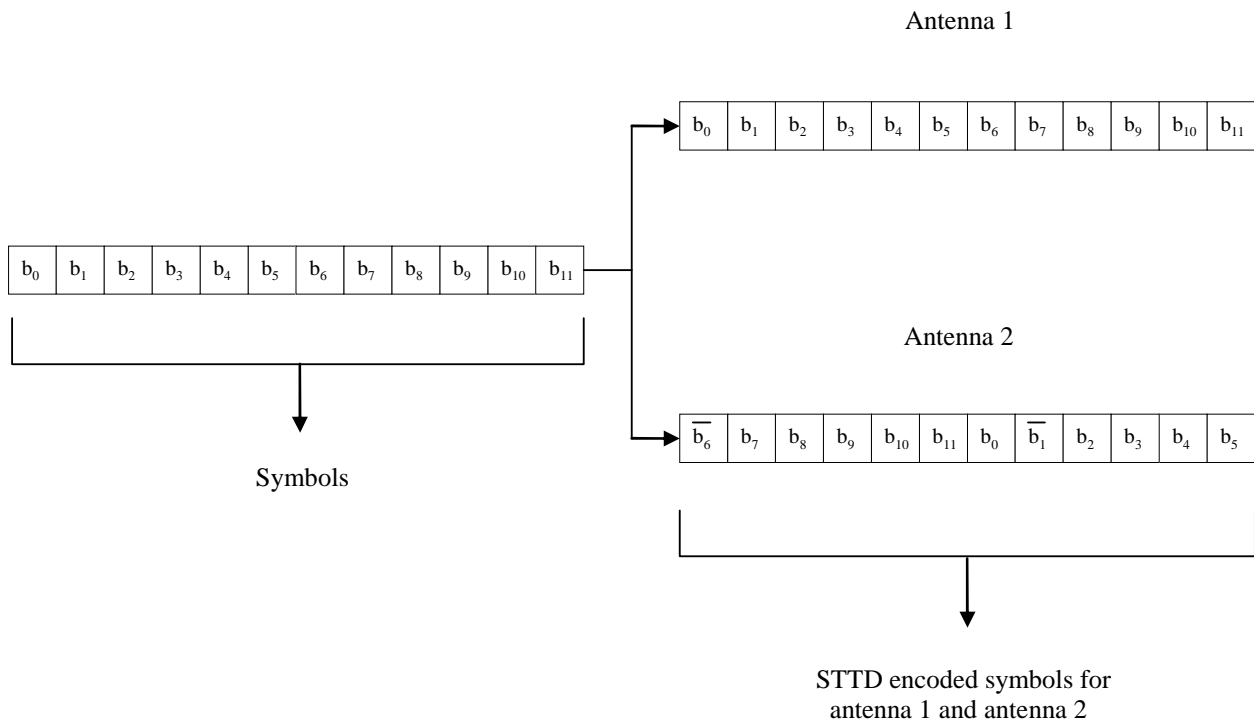 Antenna 1
b₀ b₁ b₂ b₃ b₄ b₅ b₆ b₇ b₈ b₉ b₁₀ b₁₁
b₀ b₁ b₂ b₃ b₄ b₅ b₆ b₇ b₈ b₉ b₁₀ b₁₁
Antenna 2
b̅₆ b₇ b₈ b₉ b₁₀ b₁₁ b₀ b̅₁ b₂ b₃ b₄ b₅
Symbols
STTD encoded symbols for
antenna 1 and antenna 2